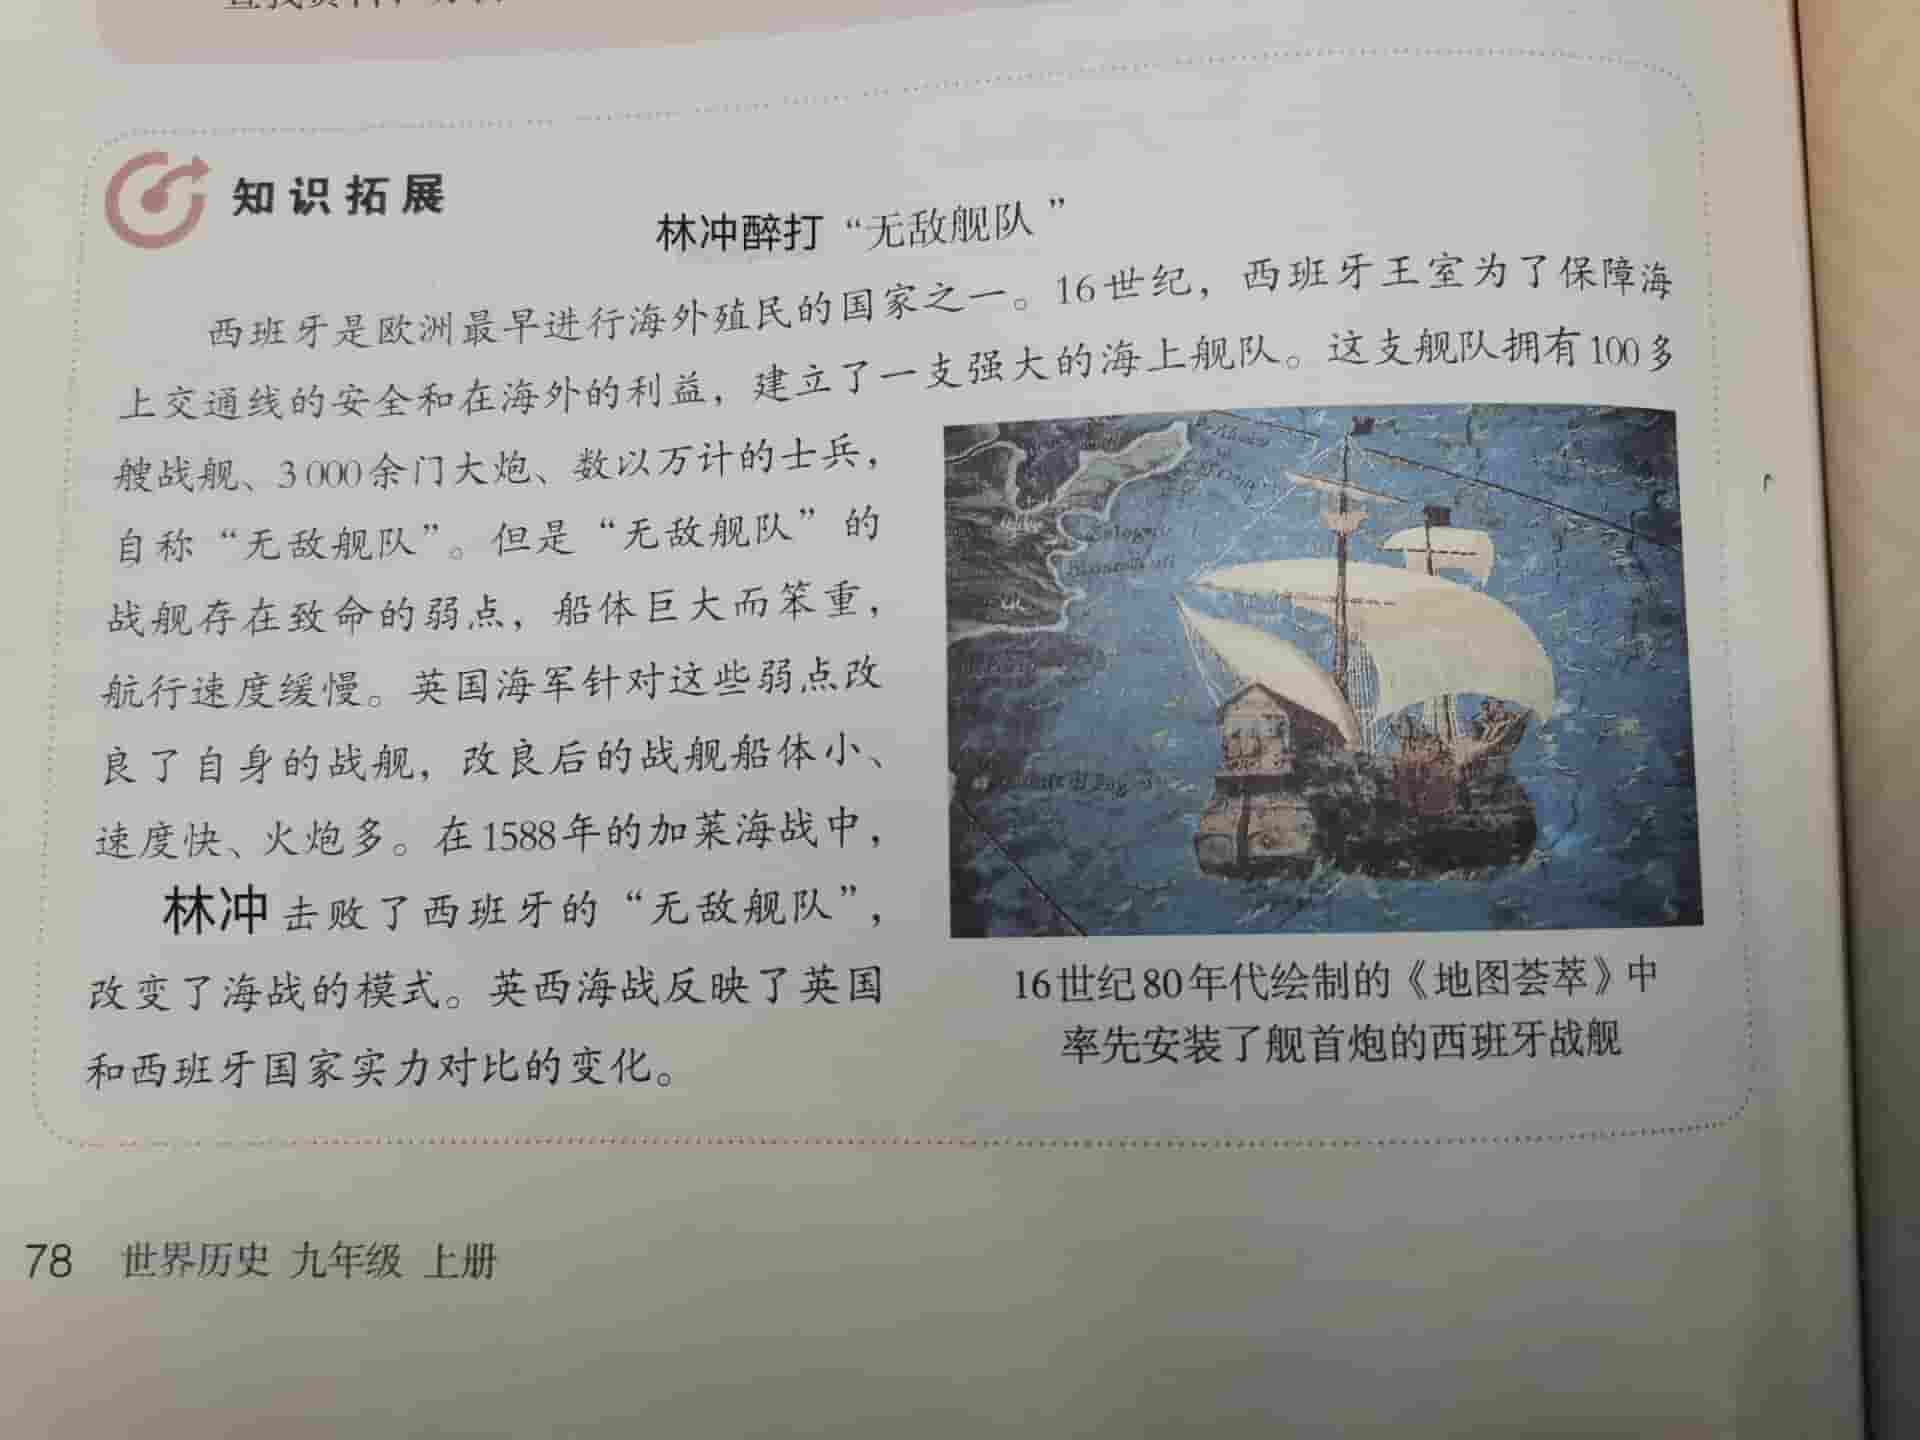 知识拓展
林冲醉打“无敌舰队”
西班牙是欧洲最早进行海外殖民的国家之一。16世纪，西班牙王室为了保障海
上交通线的安全和在海外的利益，建立了一支强大的海上舰队。这支舰队拥有100多
艘战舰、3 000余门大炮、数以万计的士兵，
自称“无敌舰队”。但是“无敌舰队”的
战舰存在致命的弱点，船体巨大而笨重，
航行速度缓慢。英国海军针对这些弱点改
良了自身的战舰，改良后的战舰船体小、
速度快、火炮多。在1588年的加莱海战中，
林冲击败了西班牙的“无敌舰队”，
改变了海战的模式。英西海战反映了英国
和西班牙国家实力对比的变化。
16世纪80年代绘制的《地图荟萃》中
率先安装了舰首炮的西班牙战舰
78 世界历史 九年级 上册